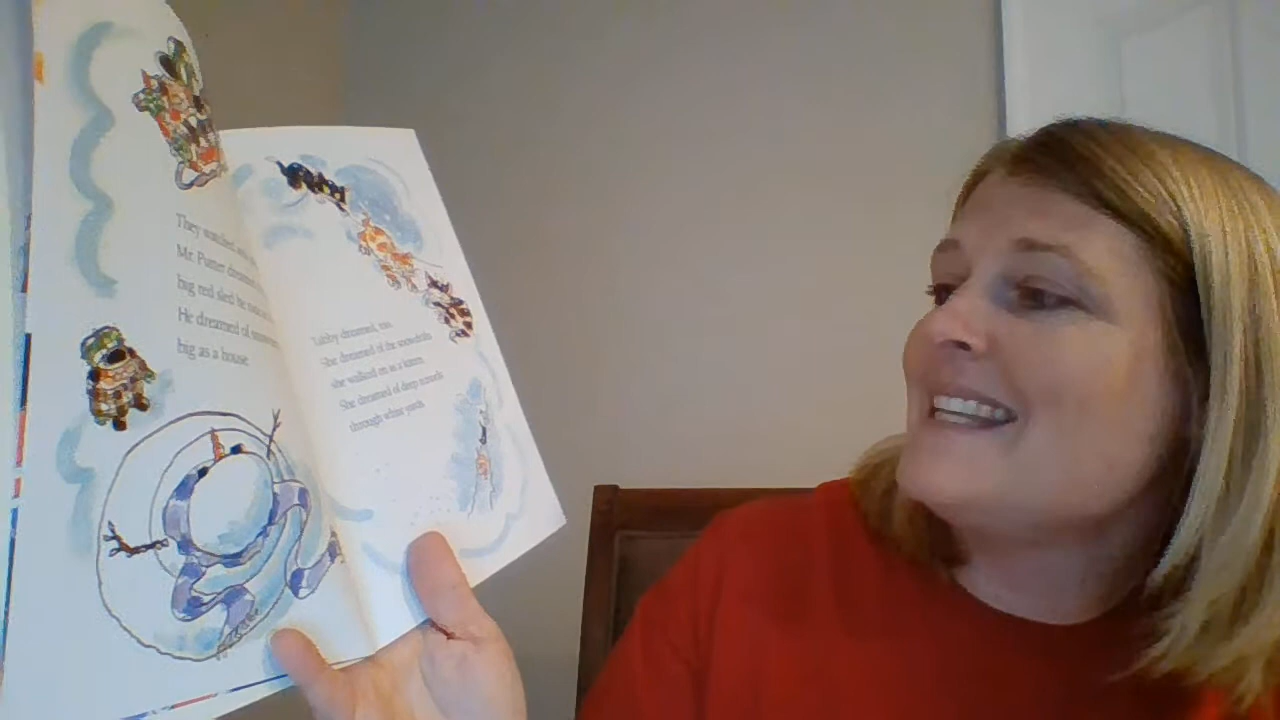 They watched
Mr. Putter dreamed
big red sled he rode
He dreamed of
big as a house.
Tabby dreamed, too.
She dreamed of the snowdrifts
she walked on as a kitten.
She dreamed of deep tunnels
through white yards.